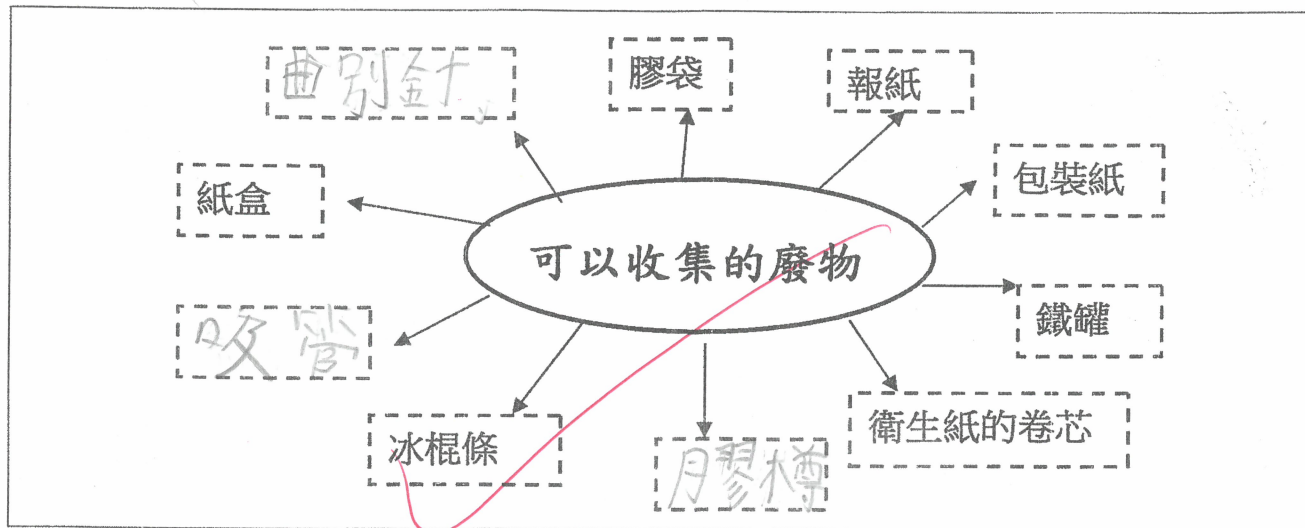 曲別針
膠袋
報紙
紙盒
包裝紙
可以收集的廢物
吸管
鐵罐
冰棍條
膠樽
衛生紙的卷芯